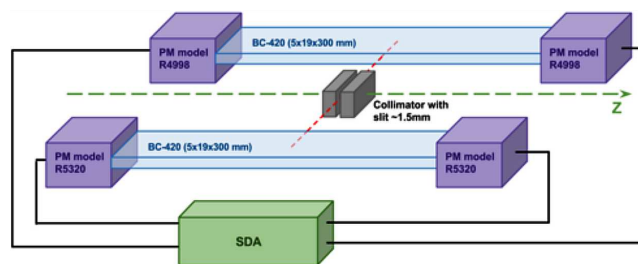 PM model
R4998
BC-420 (5x19x300 mm)
PM model
R4998
Collimator with
slit ~1.5mm
Z
PM model
R5320
BC-420 (5x19x300 mm)
PM model
R5320
SDA